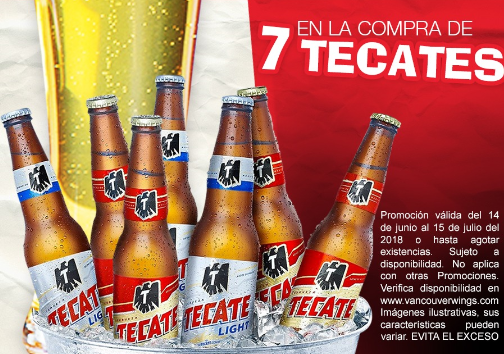 EN LA COMPRA DE
7 TECATES
TECATE
LIGHT
TECATE
TECATE
LIGHT
TECATE
Promoción válida del 14
de junio al 15 de julio del
2018 o hasta agotar
existencias. Sujeto a
disponibilidad. No aplica
con otras Promociones.
Verifica disponibilidad en
www.vancouverwings.com
Imágenes ilustrativas, sus
características pueden
variar. EVITA EL EXCESO